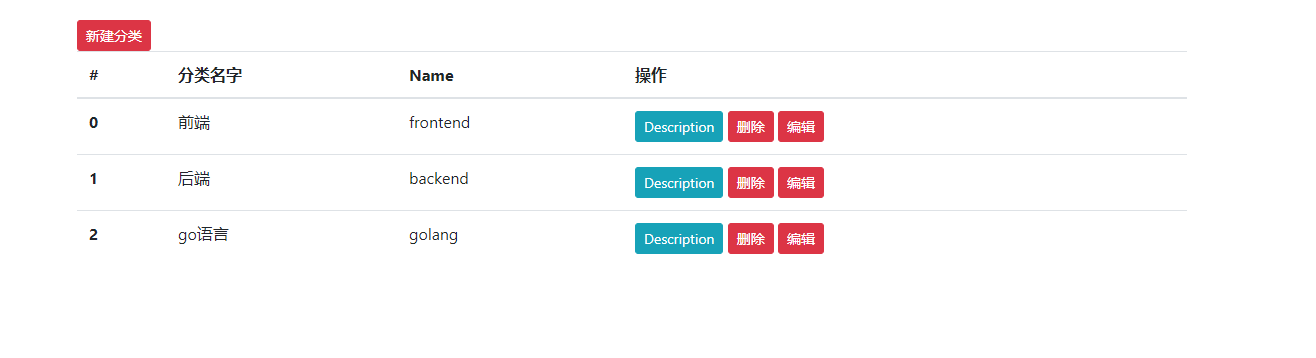 新建分类
# 分类名字 Name 操作
0 前端 frontend Description 删除 编辑
1 后端 backend Description 删除 编辑
2 go语言 golang Description 删除 编辑